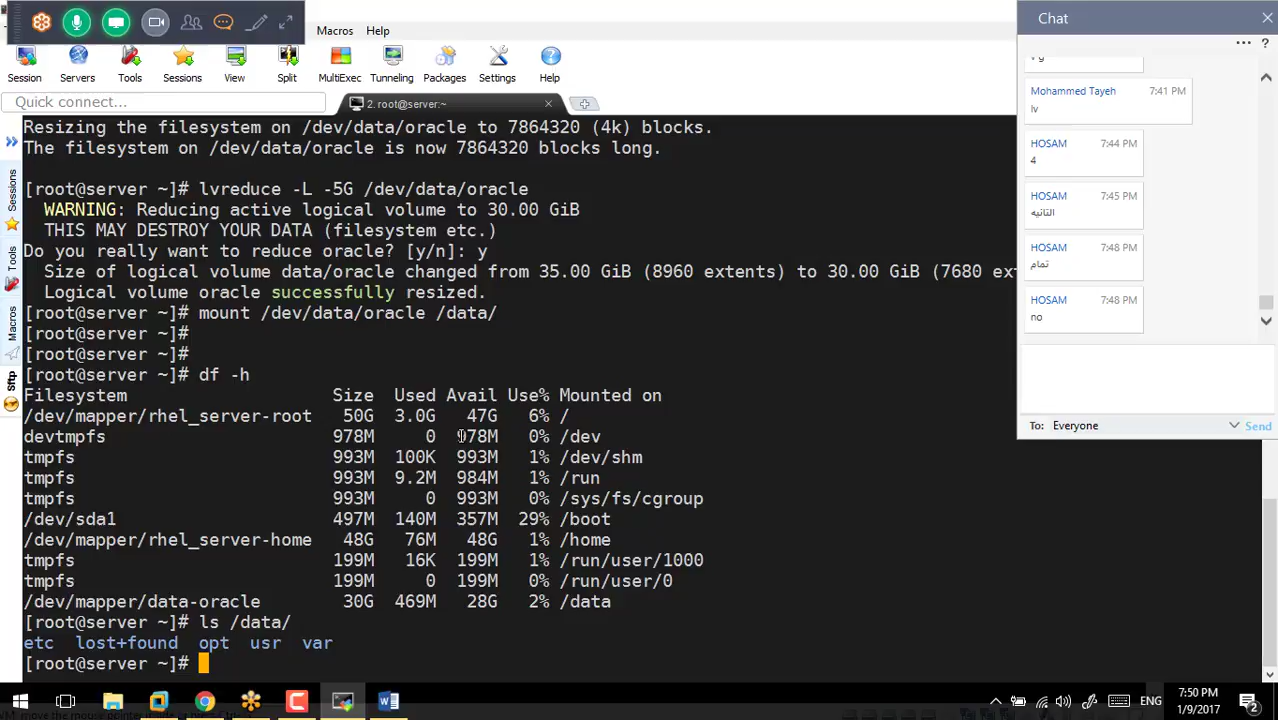 Macros Help
Session Servers Tools Sessions View Split MultiExec Tunneling Packages Settings Help
Quick connect...
2. root@server:~
Sessions
Tools
Macros
Sftp
Resizing the filesystem on /dev/data/oracle to 7864320 (4k) blocks.
The filesystem on /dev/data/oracle is now 7864320 blocks long.
[root@server ~]# lvreduce -L -5G /dev/data/oracle
WARNING: Reducing active logical volume to 30.00 GiB
THIS MAY DESTROY YOUR DATA (filesystem etc.)
Do you really want to reduce oracle? [y/n]: y
Size of logical volume data/oracle changed from 35.00 GiB (8960 extents) to 30.00 GiB (7680 ext
Logical volume oracle successfully resized.
[root@server ~]# mount /dev/data/oracle /data/
[root@server ~]#
[root@server ~]#
[root@server ~]# df -h
Filesystem Size Used Avail Use% Mounted on
/dev/mapper/rhel_server-root 50G 3.0G 47G 6% /
devtmpfs 978M 0 978M 0% /dev
tmpfs 993M 100K 993M 1% /dev/shm
tmpfs 993M 9.2M 984M 1% /run
tmpfs 993M 0 993M 0% /sys/fs/cgroup
/dev/sda1 497M 140M 357M 29% /boot
/dev/mapper/rhel_server-home 48G 76M 48G 1% /home
tmpfs 199M 16K 199M 1% /run/user/1000
tmpfs 199M 0 199M 0% /run/user/0
/dev/mapper/data-oracle 30G 469M 28G 2% /data
[root@server ~]# ls /data/
etc lost+found opt usr var
[root@server ~]#
Chat
Mohammed Tayeh 7:41 PM
lv
HOSAM 7:44 PM
4
HOSAM 7:45 PM
التانيه
HOSAM 7:48 PM
تمام
HOSAM 7:48 PM
no
To: Everyone Send
ENG
7:50 PM
1/9/2017
2